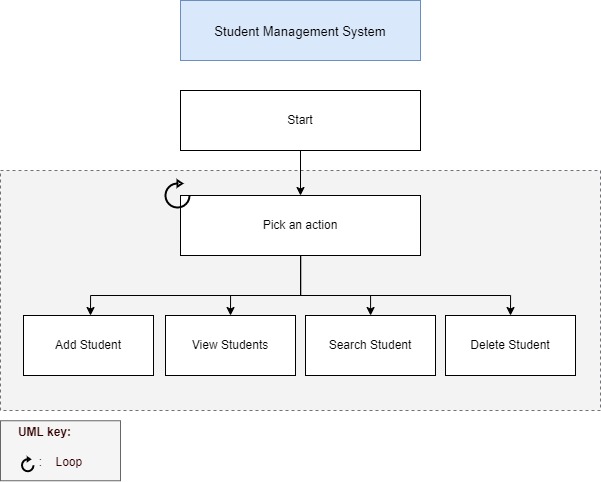 Student Management System
Start
Pick an action
Add Student
View Students
Search Student
Delete Student
UML key:
: Loop